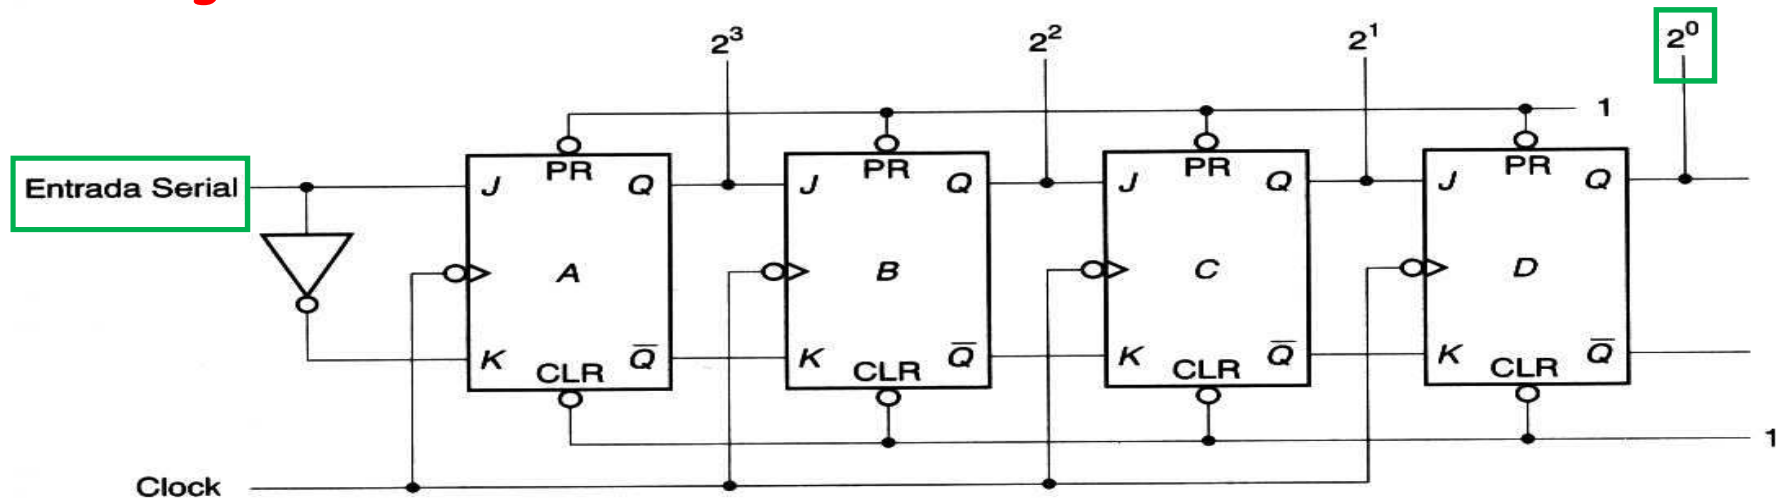 2³ 2² 2¹ 2⁰
1
Entrada Serial
J PR Q J PR Q J PR Q J PR Q
A B C D
K CLR Q̅ K CLR Q̅ K CLR Q̅ K CLR Q̅
1
Clock